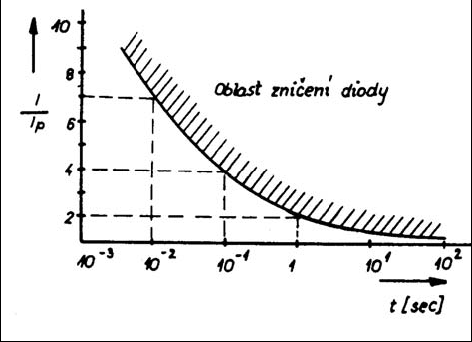 10
8
I
Ip
6
4
2
Oblast zničení diody
10⁻³ 10⁻² 10⁻¹ 1 10¹ 10²
t [sec]